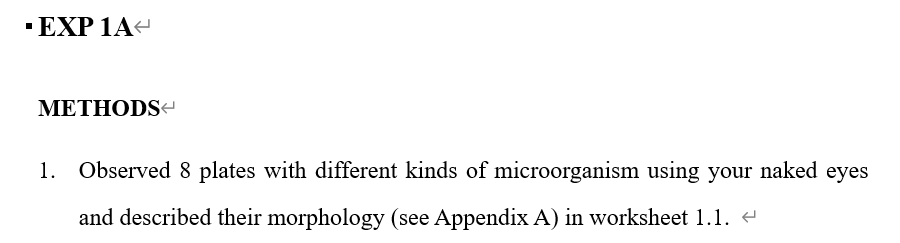 ▪ EXP 1A↵
METHODS↵
1. Observed 8 plates with different kinds of microorganism using your naked eyes
and described their morphology (see Appendix A) in worksheet 1.1. ↵